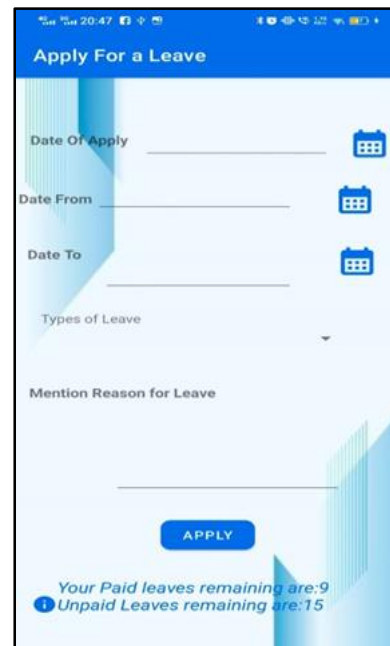 20:47
Apply For a Leave
Date Of Apply
Date From
Date To
Types of Leave
Mention Reason for Leave
APPLY
Your Paid leaves remaining are:9
Unpaid Leaves remaining are:15